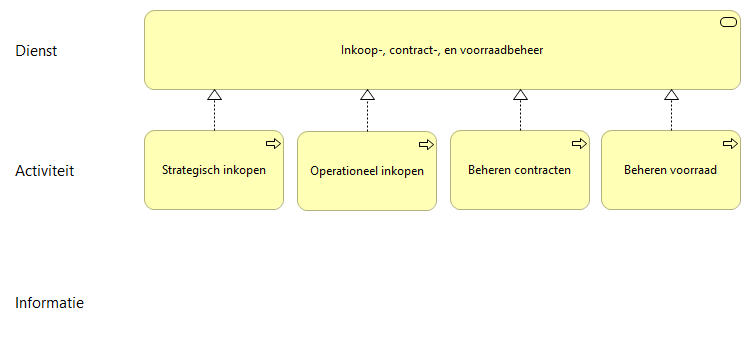 Dienst
Inkoop-, contract-, en voorraadbeheer
Activiteit
Strategisch inkopen
Operationeel inkopen
Beheren contracten
Beheren voorraad
Informatie